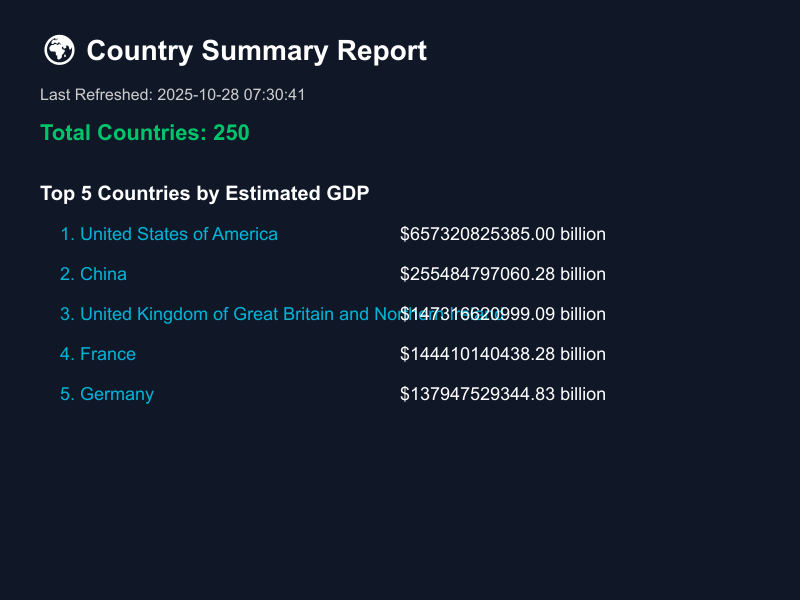 Country Summary Report
Last Refreshed: 2025-10-28 07:30:41
Total Countries: 250
Top 5 Countries by Estimated GDP
1. United States of America $657320825385.00 billion
2. China $255484797060.28 billion
3. United Kingdom of Great Britain and Northern Ireland $147316620999.09 billion
4. France $144410140438.28 billion
5. Germany $137947529344.83 billion